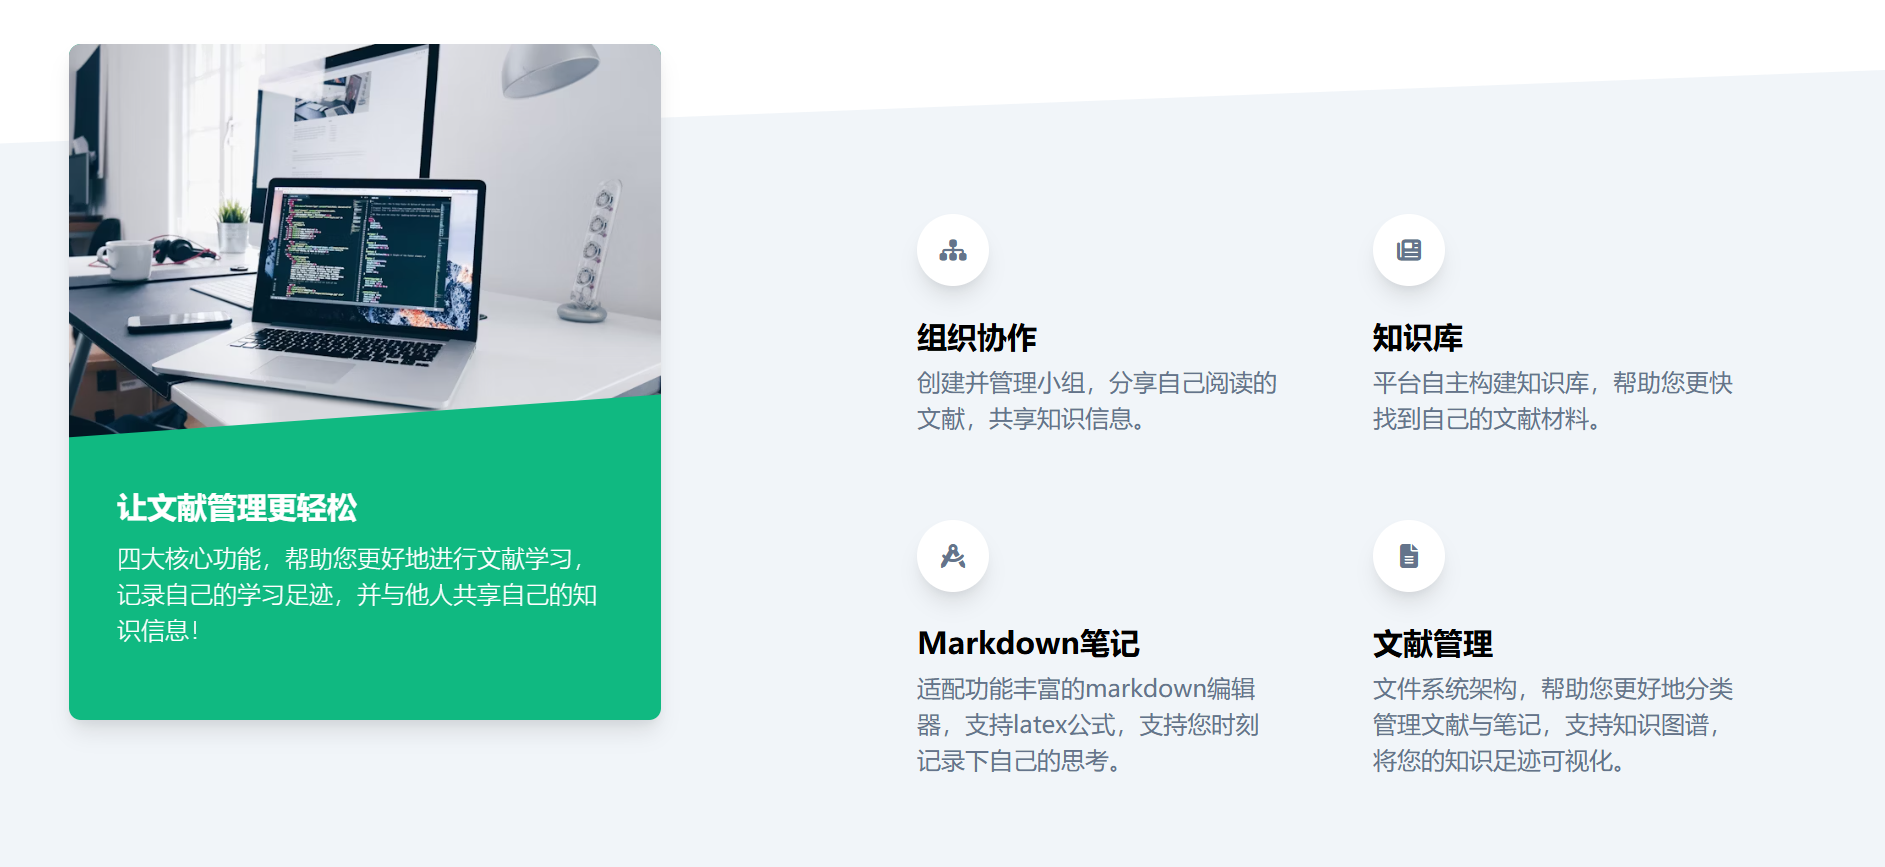 让文献管理更轻松
四大核心功能，帮助您更好地进行文献学习，
记录自己的学习足迹，并与他人共享自己的知
识信息！
组织协作
创建并管理小组，分享自己阅读的
文献，共享知识信息。
知识库
平台自主构建知识库，帮助您更快
找到自己的文献材料。
Markdown笔记
适配功能丰富的markdown编辑
器，支持latex公式，支持您时刻
记录下自己的思考。
文献管理
文件系统架构，帮助您更好地分类
管理文献与笔记，支持知识图谱，
将您的知识足迹可视化。